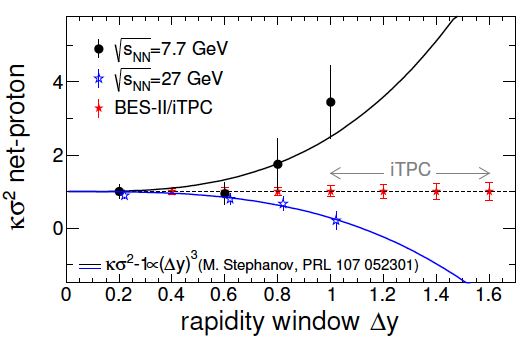 κσ² net-proton
√sNN=7.7 GeV
√sNN=27 GeV
BES-II/iTPC
iTPC
4
2
0
κσ²-1∝(Δy)³(M. Stephanov, PRL 107 052301)
0 0.2 0.4 0.6 0.8 1 1.2 1.4 1.6
rapidity window Δy